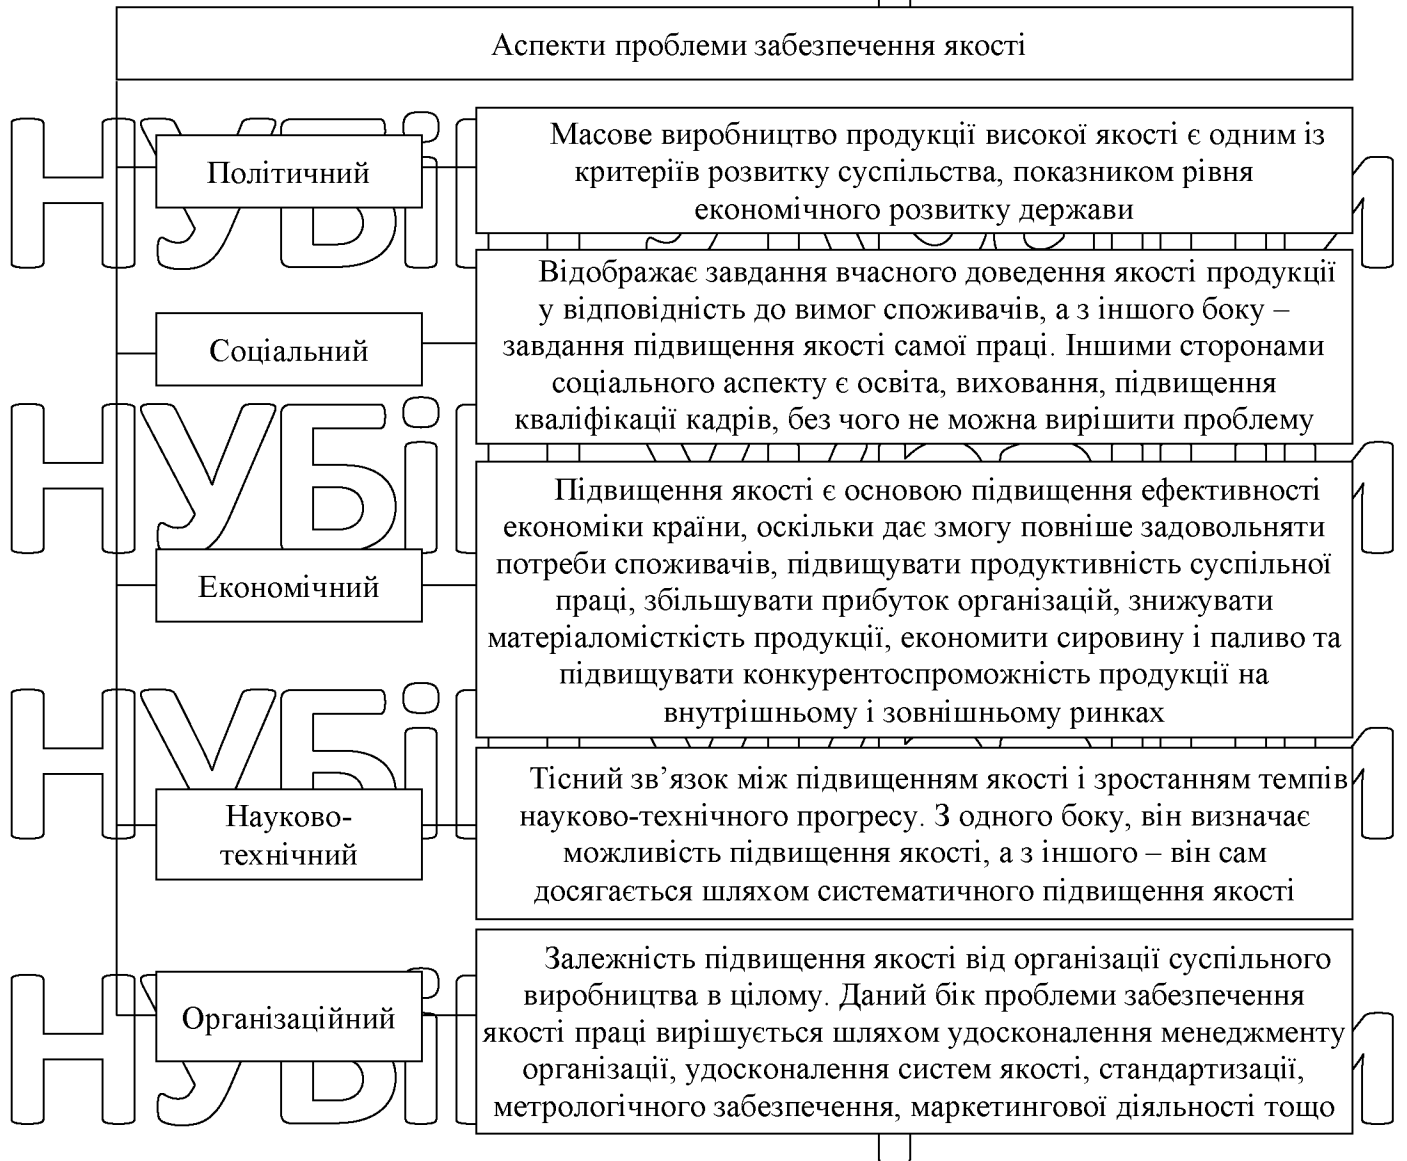 Аспекти проблеми забезпечення якості
Політичний
Масове виробництво продукції високої якості є одним із
критеріїв розвитку суспільства, показником рівня
економічного розвитку держави
Соціальний
Відображає завдання вчасного доведення якості продукції
у відповідність до вимог споживачів, а з іншого боку –
завдання підвищення якості самої праці. Іншими сторонами
соціального аспекту є освіта, виховання, підвищення
кваліфікації кадрів, без чого не можна вирішити проблему
Економічний
Підвищення якості є основою підвищення ефективності
економіки країни, оскільки дає змогу повніше задовольняти
потреби споживачів, підвищувати продуктивність суспільної
праці, збільшувати прибуток організацій, знижувати
матеріаломісткість продукції, економити сировину і паливо та
підвищувати конкурентоспроможність продукції на
внутрішньому і зовнішньому ринках
Науково-
технічний
Тісний зв’язок між підвищенням якості і зростанням темпів
науково-технічного прогресу. З одного боку, він визначає
можливість підвищення якості, а з іншого – він сам
досягається шляхом систематичного підвищення якості
Організаційний
Залежність підвищення якості від організації суспільного
виробництва в цілому. Даний бік проблеми забезпечення
якості праці вирішується шляхом удосконалення менеджменту
організації, удосконалення систем якості, стандартизації,
метрологічного забезпечення, маркетингової діяльності тощо